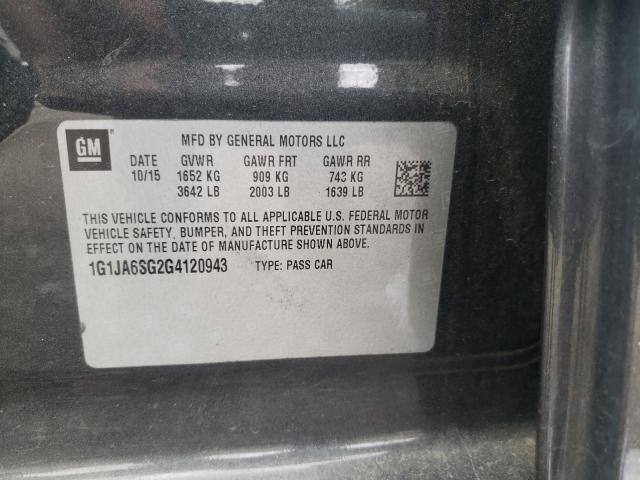 GM
MFD BY GENERAL MOTORS LLC
DATE GVWR GAWR FRT GAWR RR
10/15 1652 KG 909 KG 743 KG
3642 LB 2003 LB 1639 LB
THIS VEHICLE CONFORMS TO ALL APPLICABLE U.S. FEDERAL MOTOR
VEHICLE SAFETY, BUMPER, AND THEFT PREVENTION STANDARDS IN
EFFECT ON THE DATE OF MANUFACTURE SHOWN ABOVE.
1G1JA6SG2G4120943 TYPE: PASS CAR